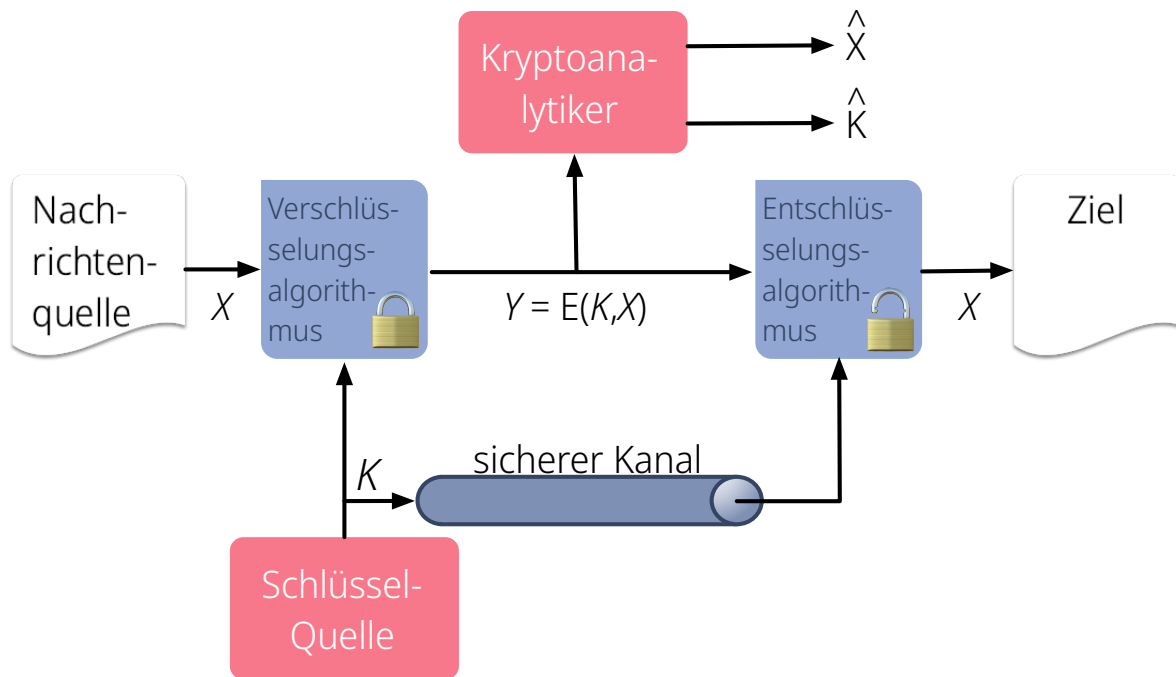 Kryptoana-
lytiker
^
X
^
K
Nach-
richten-
quelle
X
Verschlüs-
selungs-
algorith-
mus
Y = E(K,X)
Entschlüs-
selungs-
algorith-
mus
X
Ziel
K
sicherer Kanal
Schlüssel-
Quelle